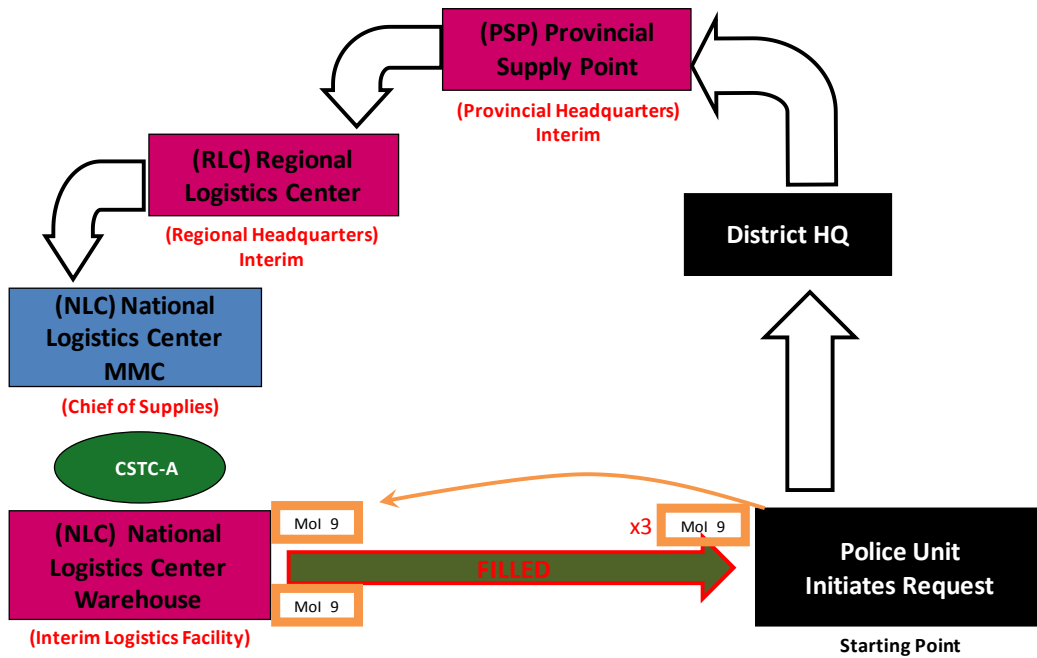 (PSP) Provincial
Supply Point
(Provincial Headquarters)
Interim
(RLC) Regional
Logistics Center
(Regional Headquarters)
Interim
District HQ
(NLC) National
Logistics Center
MMC
(Chief of Supplies)
CSTC-A
(NLC) National
Logistics Center
Warehouse
(Interim Logistics Facility)
MoI 9
MoI 9
FILLED
x3
MoI 9
Police Unit
Initiates Request
Starting Point